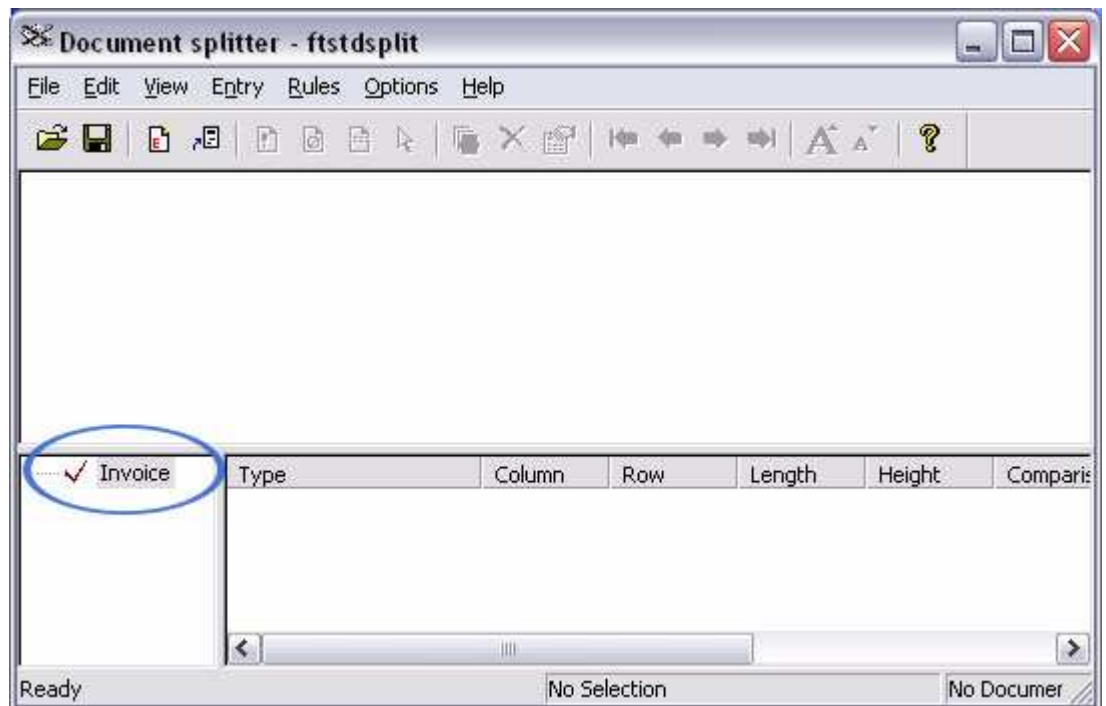 Document splitter - ftstdsplit
File Edit View Entry Rules Options Help
Invoice Type Column Row Length Height Comparis
Ready No Selection No Documer